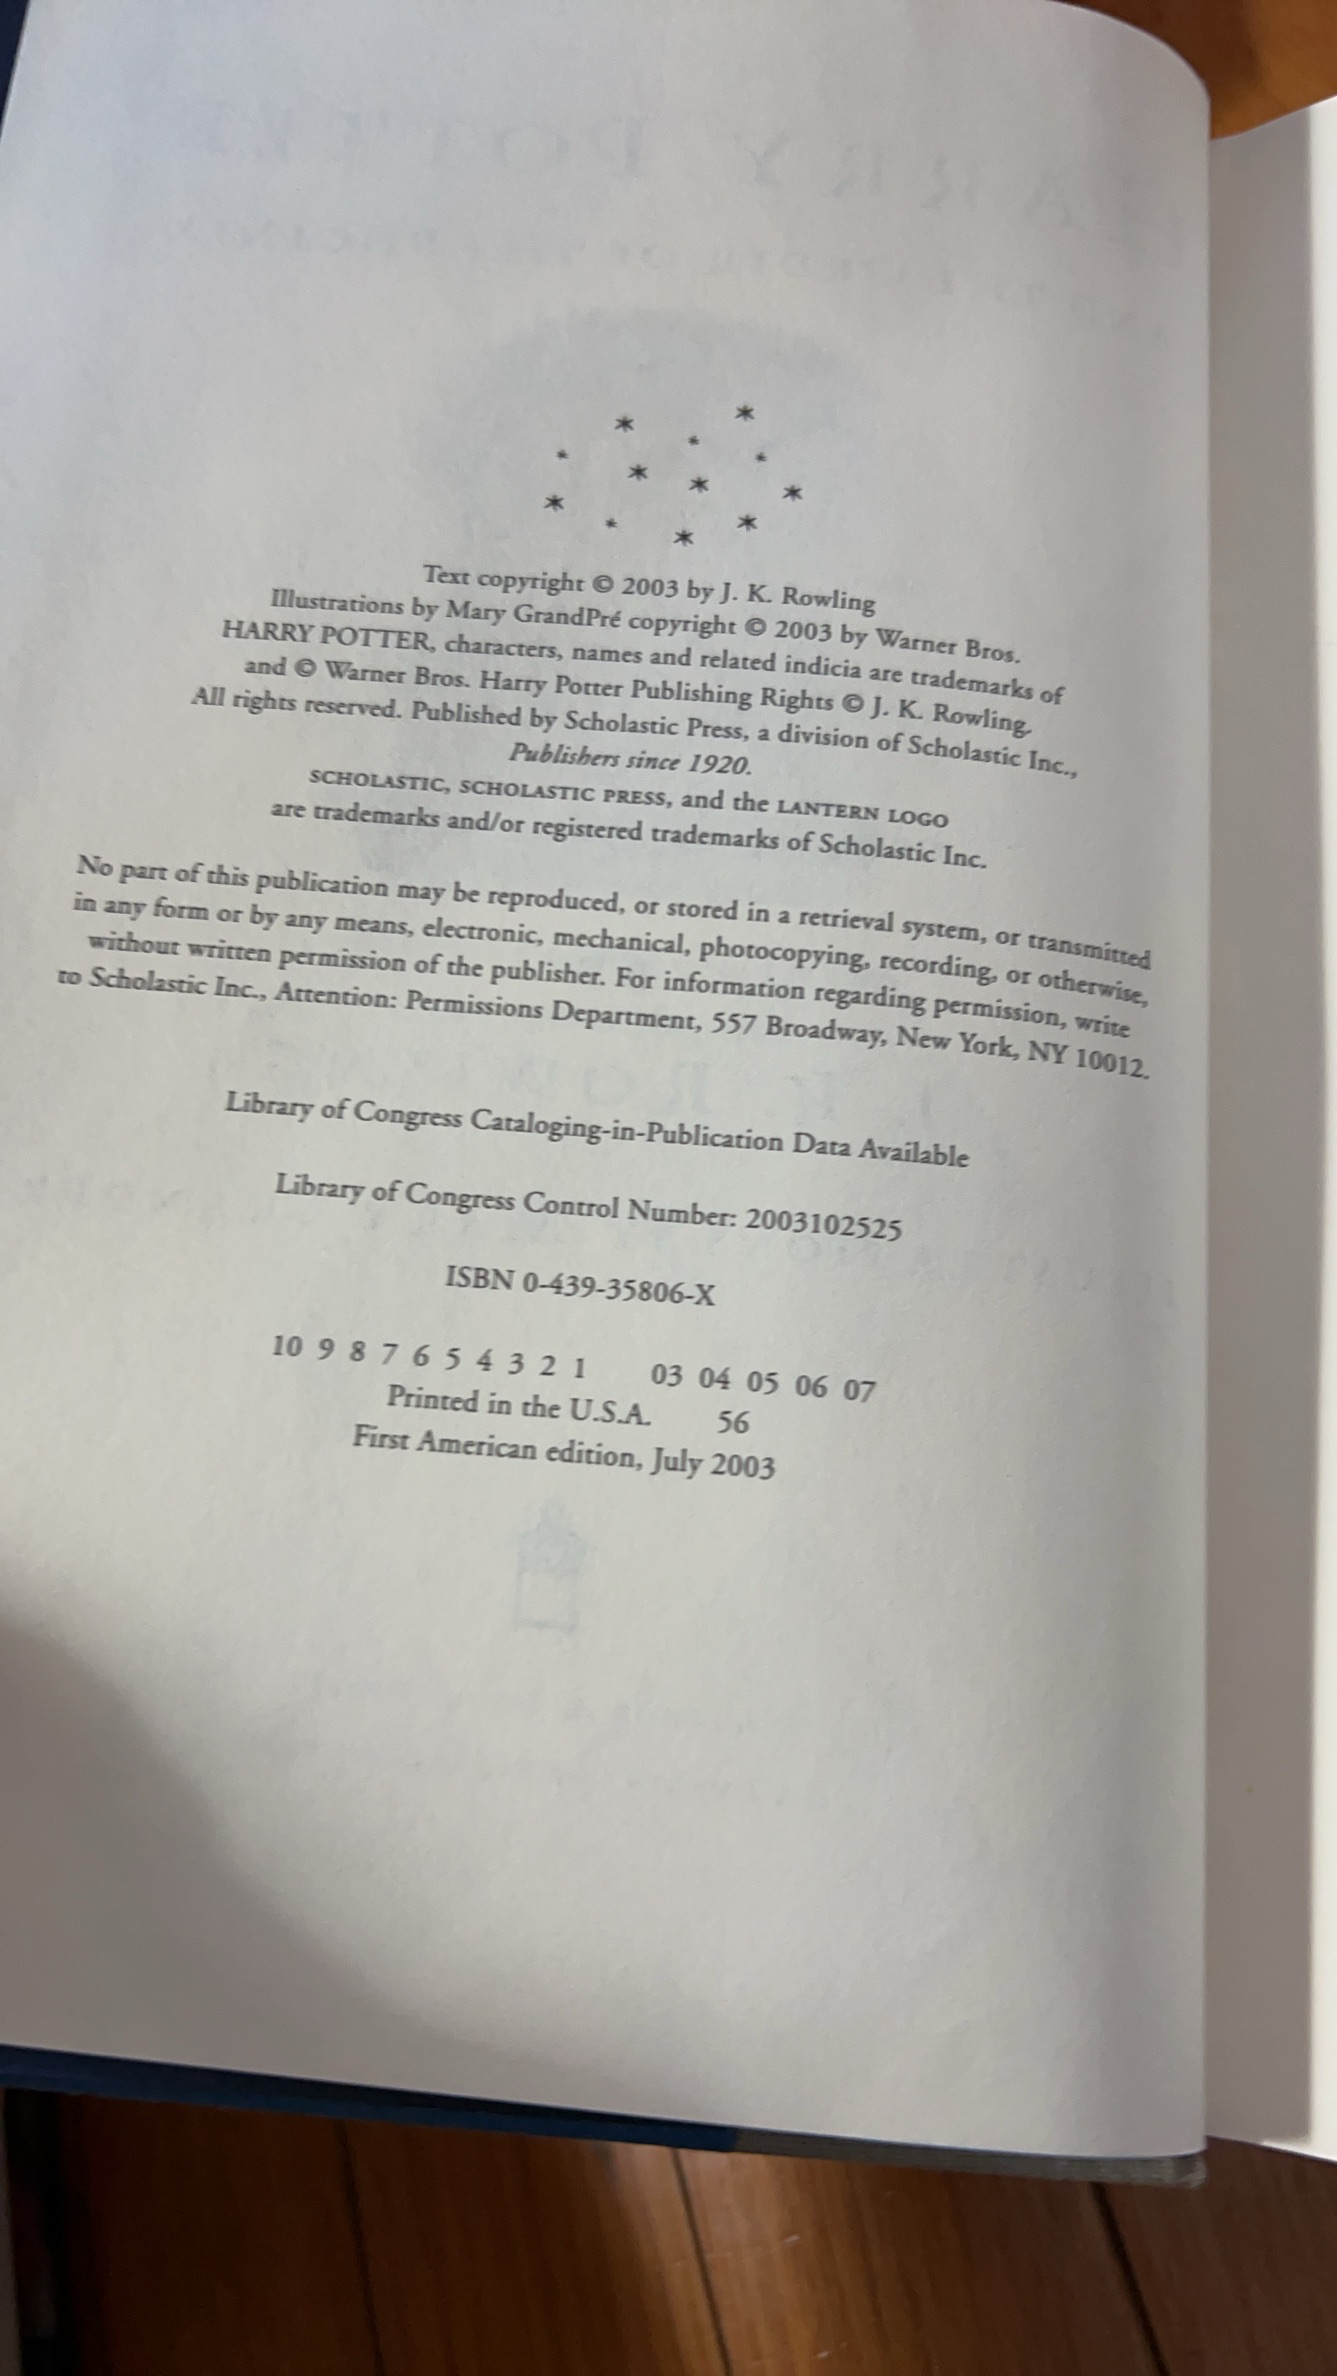 Text copyright © 2003 by J. K. Rowling
Illustrations by Mary GrandPré copyright © 2003 by Warner Bros.
HARRY POTTER, characters, names and related indicia are trademarks of
and © Warner Bros. Harry Potter Publishing Rights © J. K. Rowling.
All rights reserved. Published by Scholastic Press, a division of Scholastic Inc.,
Publishers since 1920.
SCHOLASTIC, SCHOLASTIC PRESS, and the LANTERN LOGO
are trademarks and/or registered trademarks of Scholastic Inc.
No part of this publication may be reproduced, or stored in a retrieval system, or transmitted
in any form or by any means, electronic, mechanical, photocopying, recording, or otherwise,
without written permission of the publisher. For information regarding permission, write
to Scholastic Inc., Attention: Permissions Department, 557 Broadway, New York, NY 10012.
Library of Congress Cataloging-in-Publication Data Available
Library of Congress Control Number: 2003102525
ISBN 0-439-35806-X
10 9 8 7 6 5 4 3 2 1 03 04 05 06 07
Printed in the U.S.A. 56
First American edition, July 2003